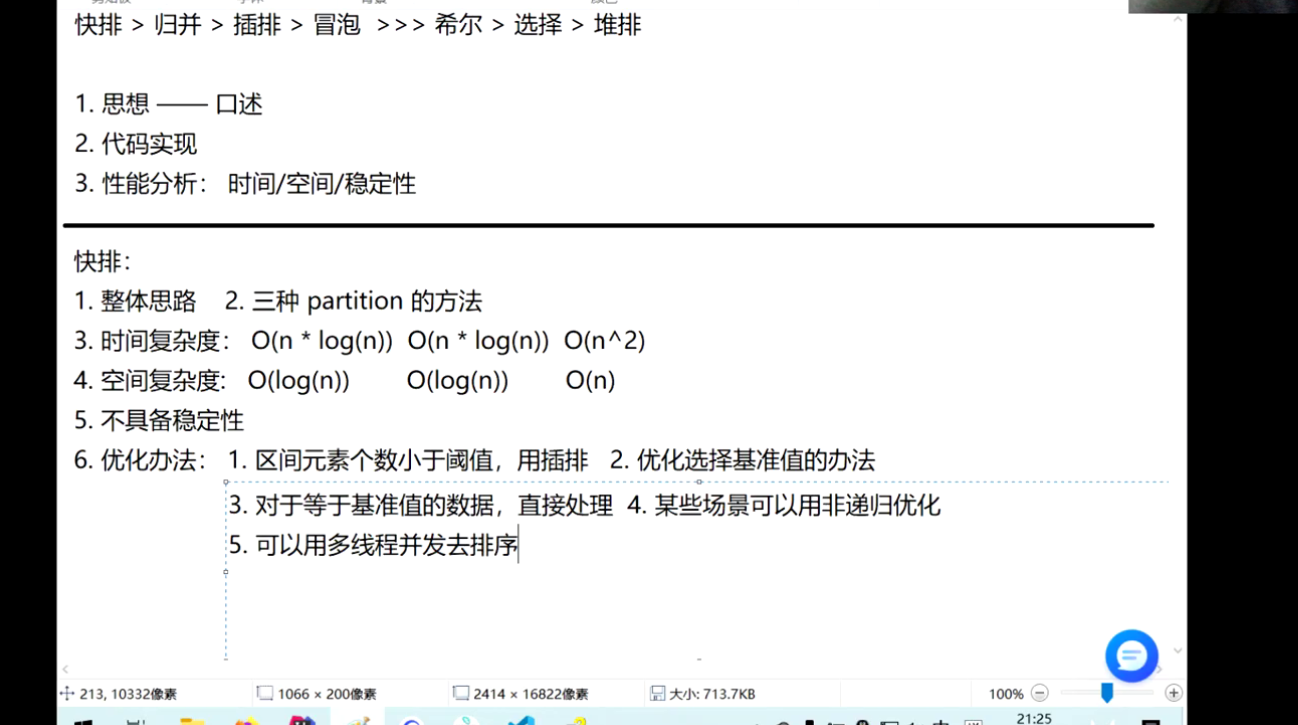 快排 > 归并 > 插排 > 冒泡 >>> 希尔 > 选择 > 堆排
1. 思想 —— 口述
2. 代码实现
3. 性能分析： 时间/空间/稳定性
快排：
1. 整体思路 2. 三种 partition 的方法
3. 时间复杂度： O(n * log(n)) O(n * log(n)) O(n^2)
4. 空间复杂度: O(log(n)) O(log(n)) O(n)
5. 不具备稳定性
6. 优化办法： 1. 区间元素个数小于阈值，用插排 2. 优化选择基准值的办法
3. 对于等于基准值的数据，直接处理 4. 某些场景可以用非递归优化
5. 可以用多线程并发去排序
213, 10332像素 1066 × 200像素 2414 × 16822像素 大小: 713.7KB 100%
21:25